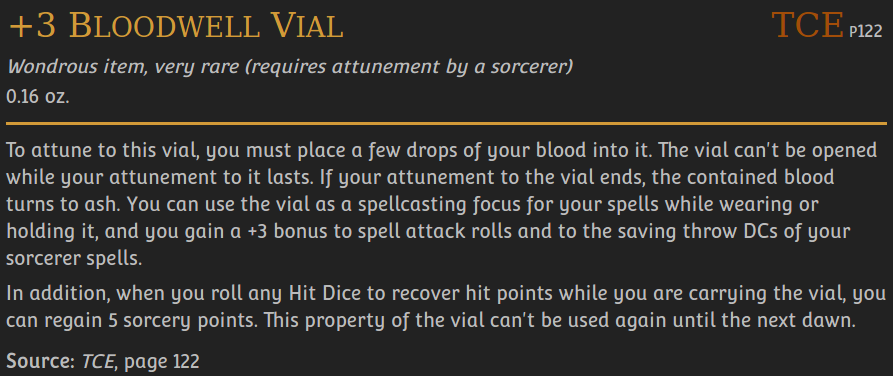 +3 Bloodwell Vial TCE P122
Wondrous item, very rare (requires attunement by a sorcerer)
0.16 oz.
To attune to this vial, you must place a few drops of your blood into it. The vial can't be opened
while your attunement to it lasts. If your attunement to the vial ends, the contained blood
turns to ash. You can use the vial as a spellcasting focus for your spells while wearing or
holding it, and you gain a +3 bonus to spell attack rolls and to the saving throw DCs of your
sorcerer spells.
In addition, when you roll any Hit Dice to recover hit points while you are carrying the vial, you
can regain 5 sorcery points. This property of the vial can't be used again until the next dawn.
Source: TCE, page 122